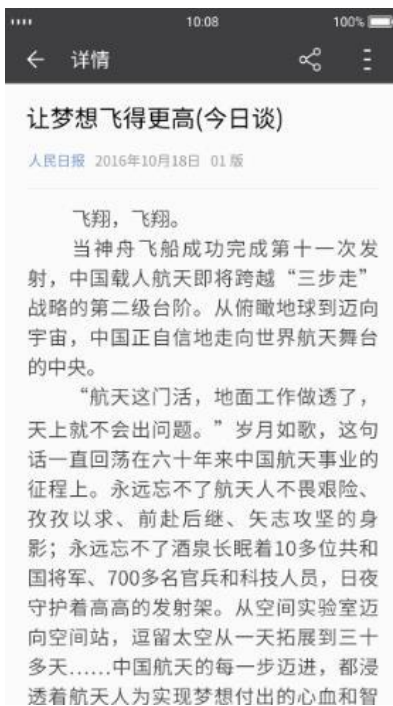 10:08 100%
详情
让梦想飞得更高(今日谈)
人民日报 2016年10月18日 01版
飞翔，飞翔。
当神舟飞船成功完成第十一次发
射，中国载人航天即将跨越“三步走”
战略的第二级台阶。从俯瞰地球到迈向
宇宙，中国正自信地走向世界航天舞台
的中央。
“航天这门活，地面工作做透了，
天上就不会出问题。”岁月如歌，这句
话一直回荡在六十年来中国航天事业的
征程上。永远忘不了航天人不畏艰险、
孜孜以求、前赴后继、矢志攻坚的身
影；永远忘不了酒泉长眠着10多位共和
国将军、700多名官兵和科技人员，日夜
守护着高高的发射架。从空间实验室迈
向空间站，逗留太空从一天拓展到三十
多天......中国航天的每一步迈进，都浸
透着航天人为实现梦想付出的心血和智